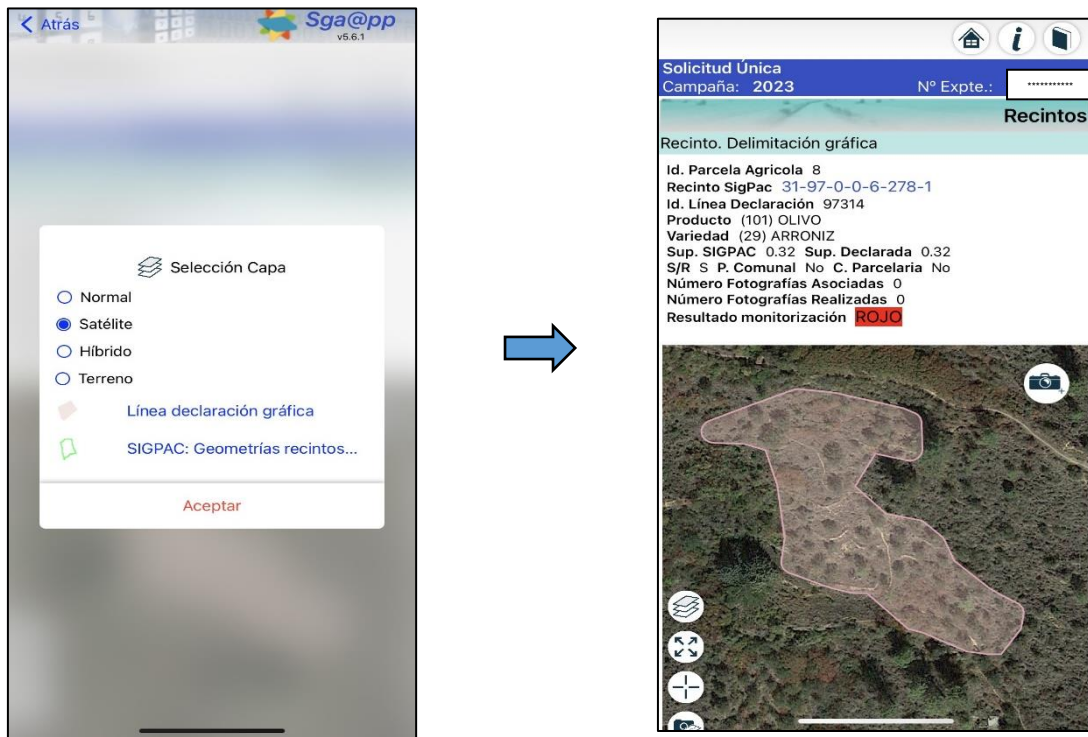 Atrás
Sga@pp
v5.6.1
Selección Capa
Normal
Satélite
Híbrido
Terreno
Línea declaración gráfica
SIGPAC: Geometrías recintos...
Aceptar
Solicitud Única
Campaña: 2023 Nº Expte.: ***********
Recintos
Recinto. Delimitación gráfica
Id. Parcela Agricola 8
Recinto SigPac 31-97-0-0-6-278-1
Id. Línea Declaración 97314
Producto (101) OLIVO
Variedad (29) ARRONIZ
Sup. SIGPAC 0.32 Sup. Declarada 0.32
S/R S P. Comunal No C. Parcelaria No
Número Fotografías Asociadas 0
Número Fotografías Realizadas 0
Resultado monitorización ROJO